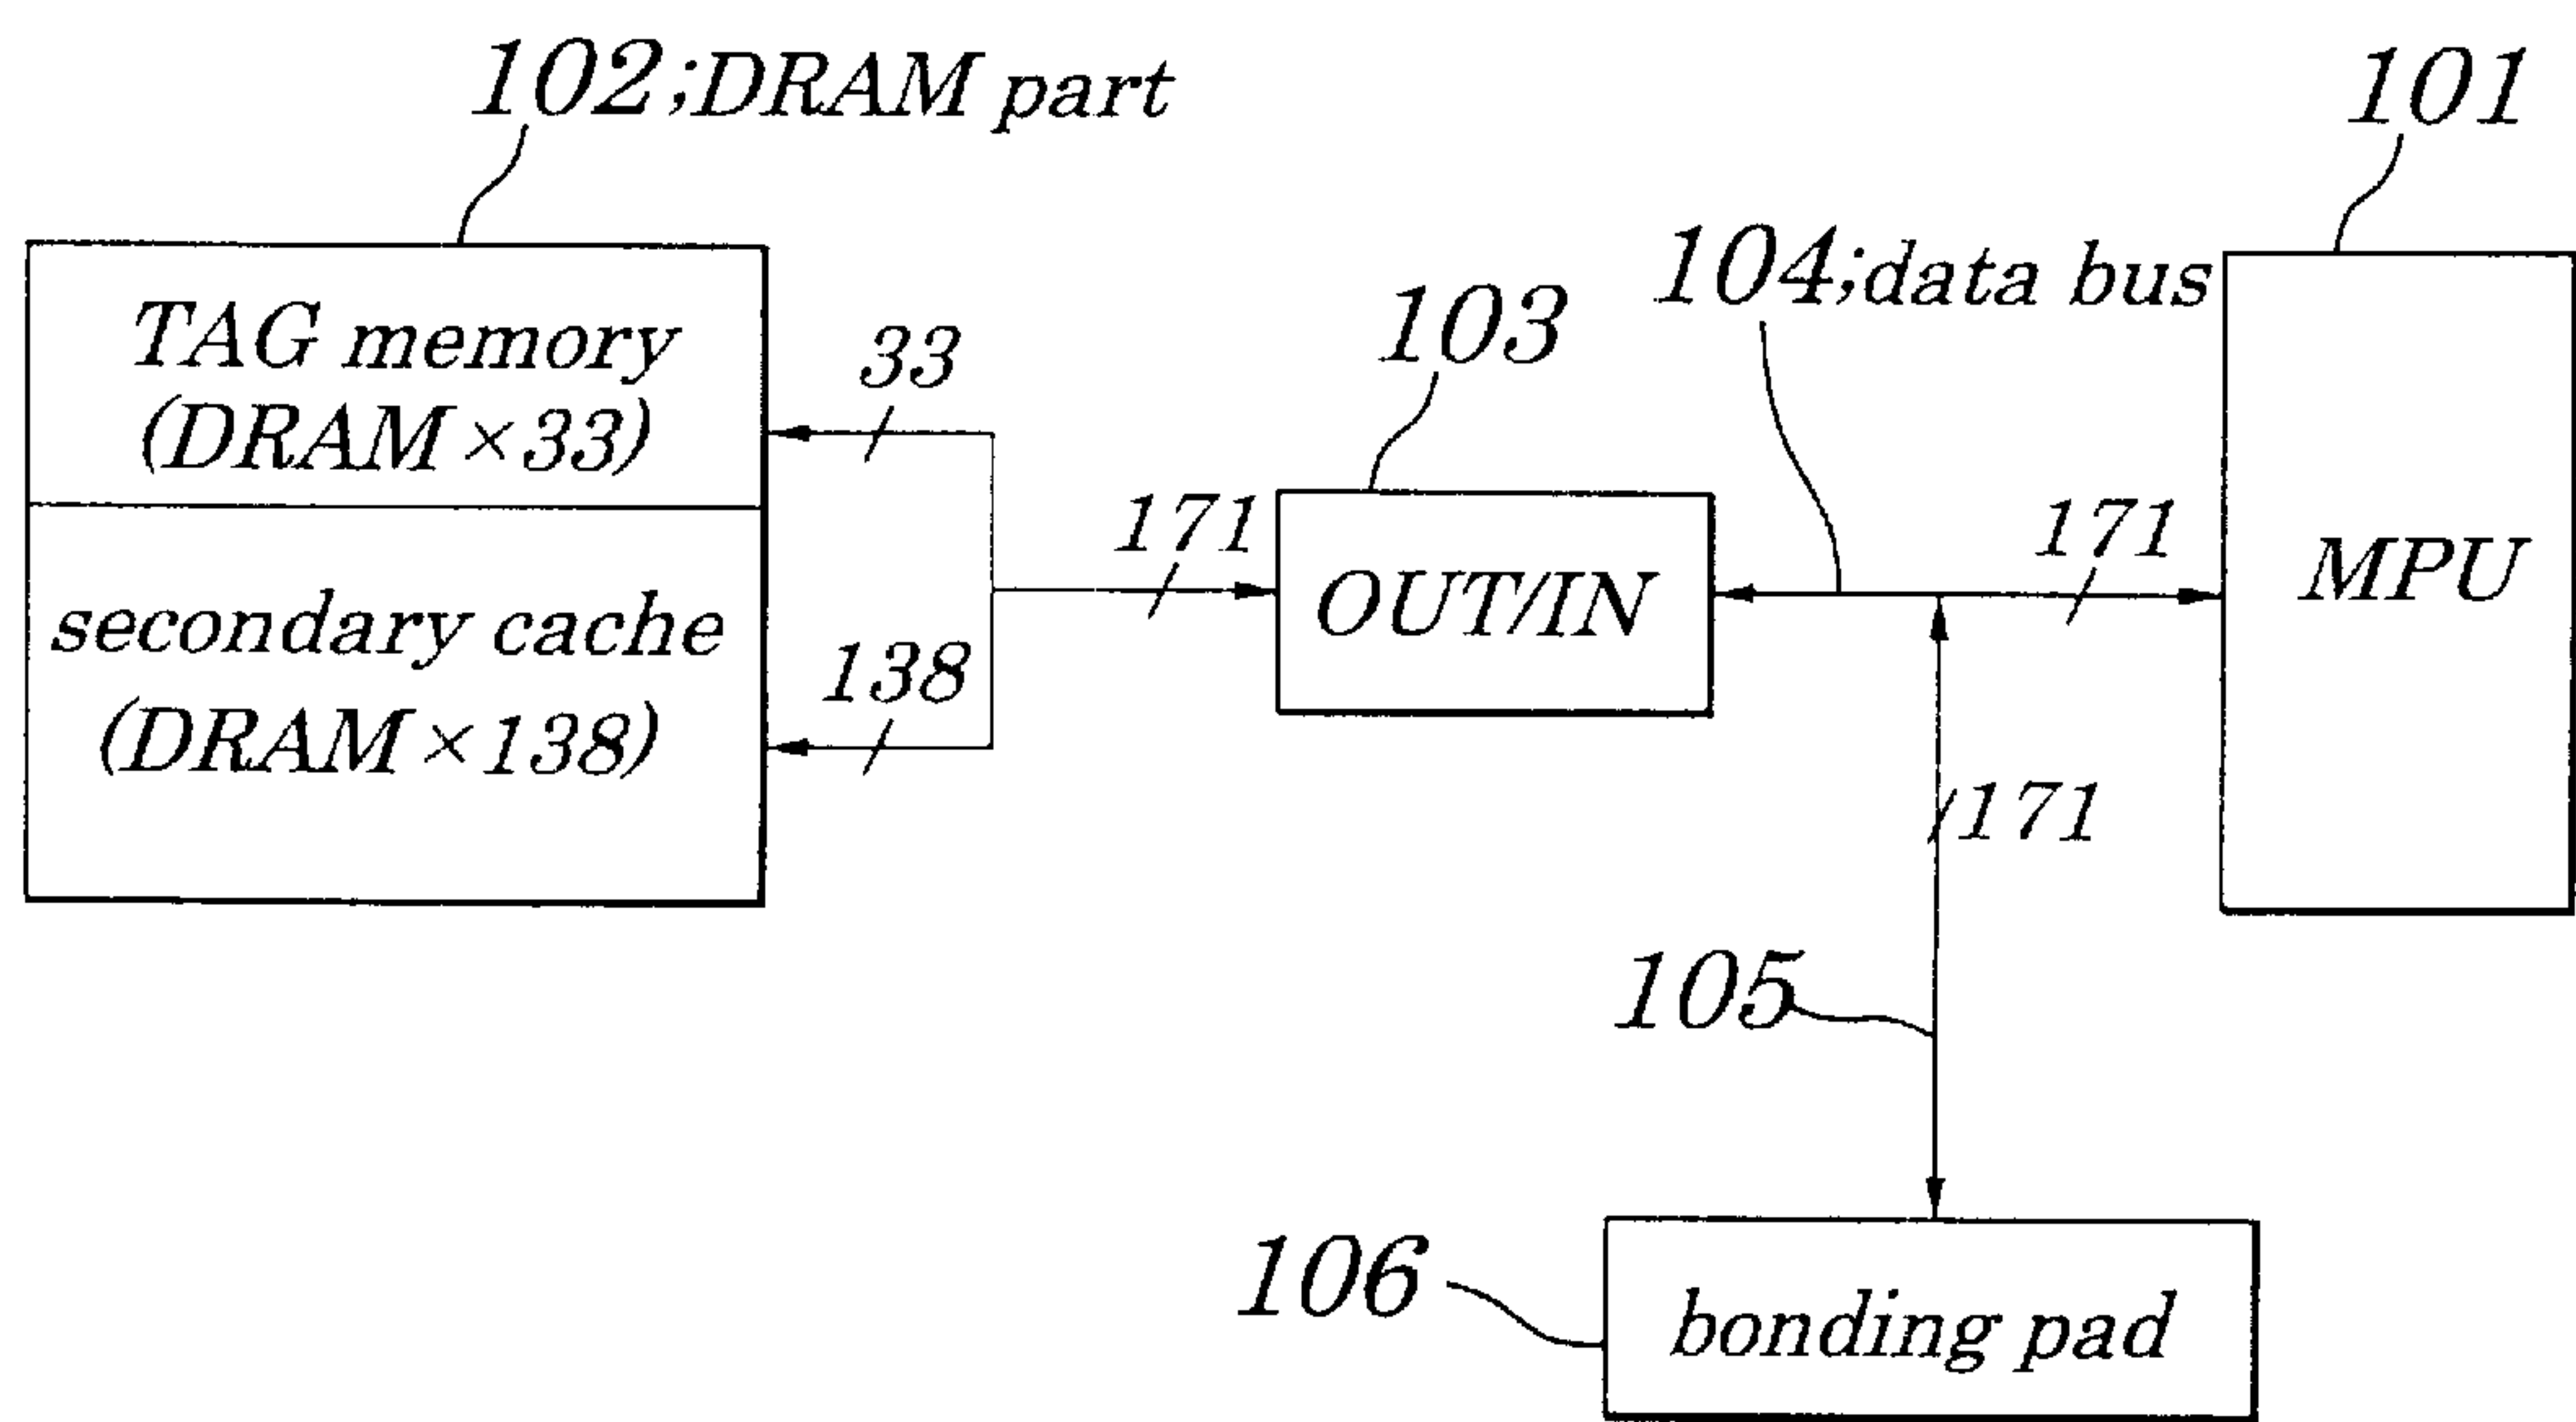 102;DRAM part
101
104;data bus
103
TAG memory
(DRAM×33)
33
171
171
OUT/IN
MPU
secondary cache
(DRAM×138)
138
171
105
106
bonding pad